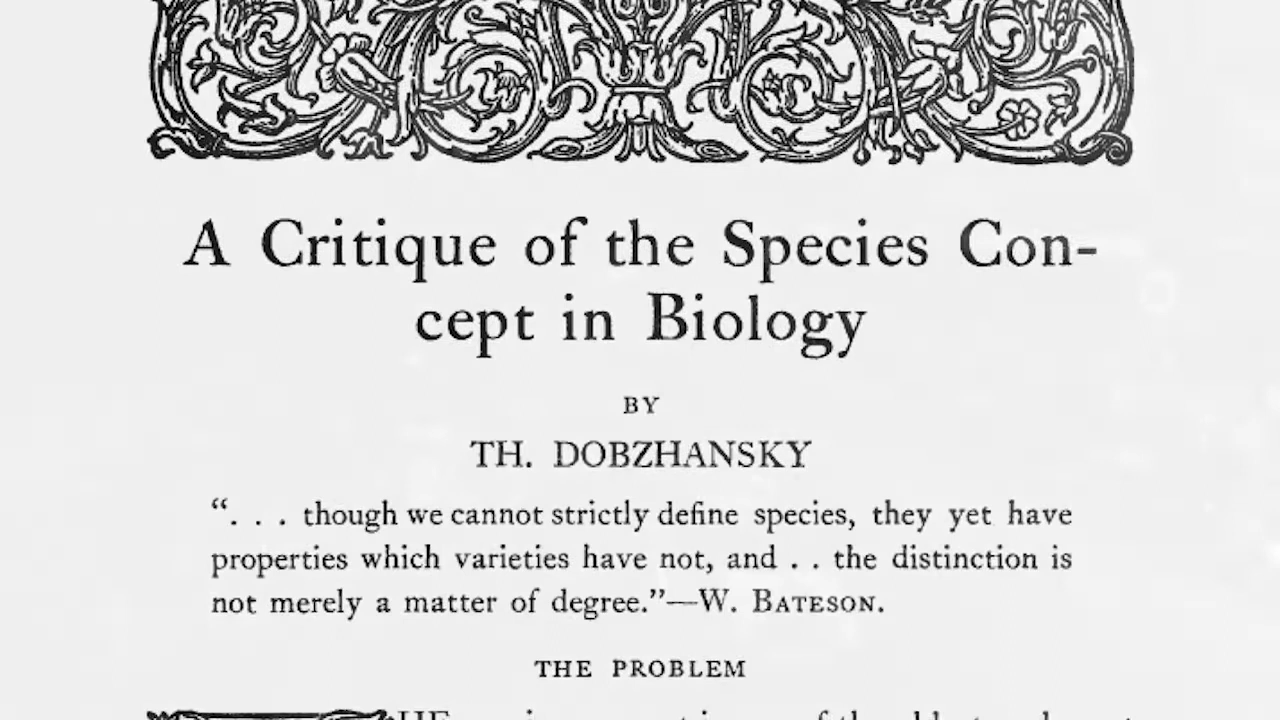 A Critique of the Species Con-
cept in Biology
BY
TH. DOBZHANSKY
“. . . though we cannot strictly define species, they yet have
properties which varieties have not, and . . the distinction is
not merely a matter of degree.”—W. BATESON.
THE PROBLEM